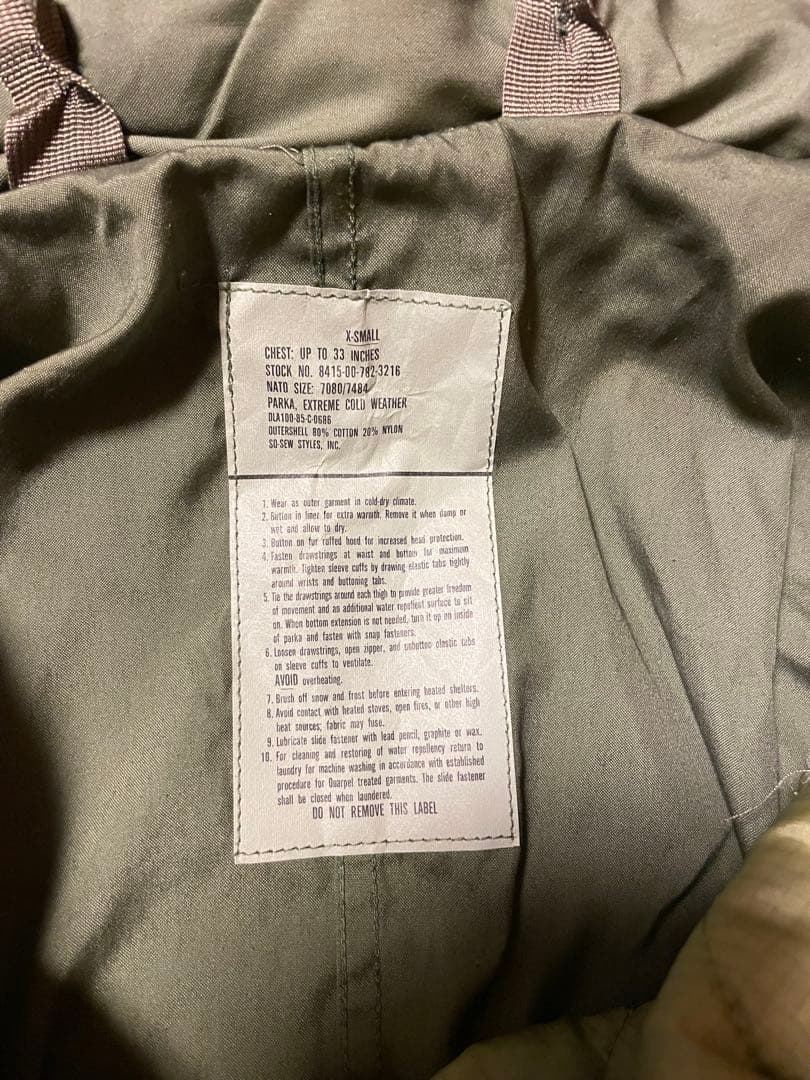 X-SMALL
CHEST: UP TO 33 INCHES
STOCK NO. 8415-00-782-3216
NATO SIZE: 7080/7484
PARKA, EXTREME COLD WEATHER
DLA100-85-C-0686
OUTERSHELL 80% COTTON 20% NYLON
SO-SEW STYLES, INC.
1. Wear as outer garment in cold-dry climate.
2. Button in liner for extra warmth. Remove it when damp or
wet and allow to dry.
3. Button on fur ruffed hood for increased head protection.
4. Fasten drawstrings at waist and bottom for maximum
warmth. Tighten sleeve cuffs by drawing elastic tabs tightly
around wrists and buttoning tabs.
5. Tie the drawstrings around each thigh to provide greater freedom
of movement and as additional water repellent surface to sit
on. When bottom extension is not needed, turn it up on inside
of parka and fasten with snap fasteners.
6. Loosen drawstrings, open zipper, and unbutton elastic tabs
on sleeve cuffs to ventilate.
AVOID overheating.
7. Brush off snow and frost before entering heated shelters.
8. Avoid contact with heated stoves, open fires, or other high
heat sources; fabric may fuse.
9. Lubricate slide fastener with lead pencil, graphite or wax.
10. For cleaning and restoring of water repellency return to
laundry for machine washing in accordance with established
procedure for Quarpel treated garments. The slide fastener
shall be closed when laundered.
DO NOT REMOVE THIS LABEL